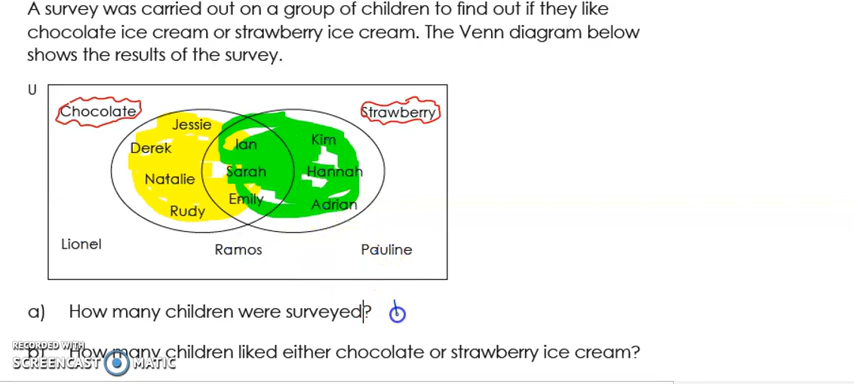 A survey was carried out on a group of children to find out if they like
chocolate ice cream or strawberry ice cream. The Venn diagram below
shows the results of the survey.
U
Chocolate
Strawberry
Jessie
Derek
Ian
Kim
Natalie
Sarah
Hannah
Rudy
Emily
Adrian
Lionel
Ramos
Pauline
a) How many children were surveyed?
b) How many children liked either chocolate or strawberry ice cream?
RECORDED WITH
SCREENCAST MATIC